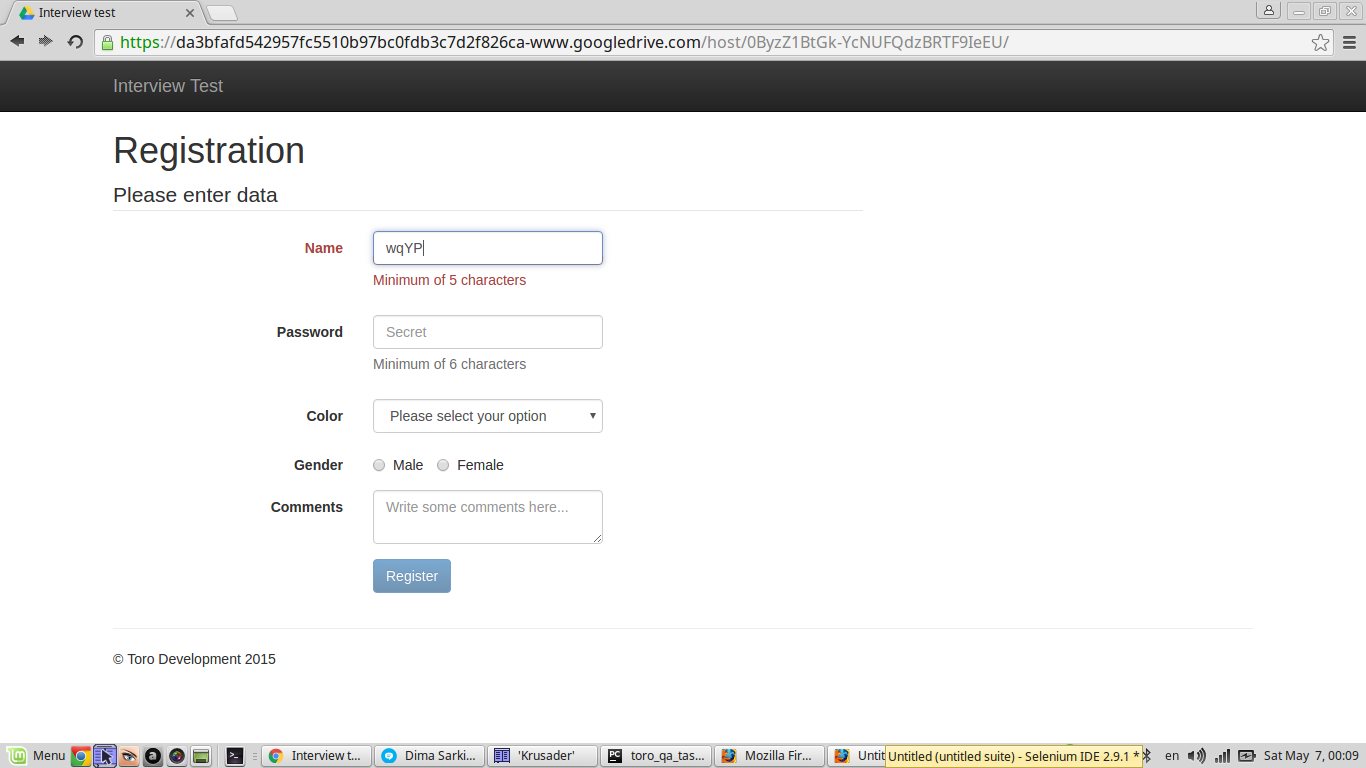 Interview test
https://da3bfafd542957fc5510b97bc0fdb3c7d2f826ca-www.googledrive.com/host/0ByzZ1BtGk-YcNUFQdzBRTF9IeEU/
Interview Test
Registration
Please enter data
Name wqYP
Minimum of 5 characters
Password Secret
Minimum of 6 characters
Color Please select your option
Gender Male Female
Comments Write some comments here...
Register
© Toro Development 2015
Menu a >_ Interview t... Dima Sarki... 'Krusader' PC toro_qa_tas... Mozilla Fir... Untit Untitled (untitled suite) - Selenium IDE 2.9.1 * en Sat May 7, 00:09